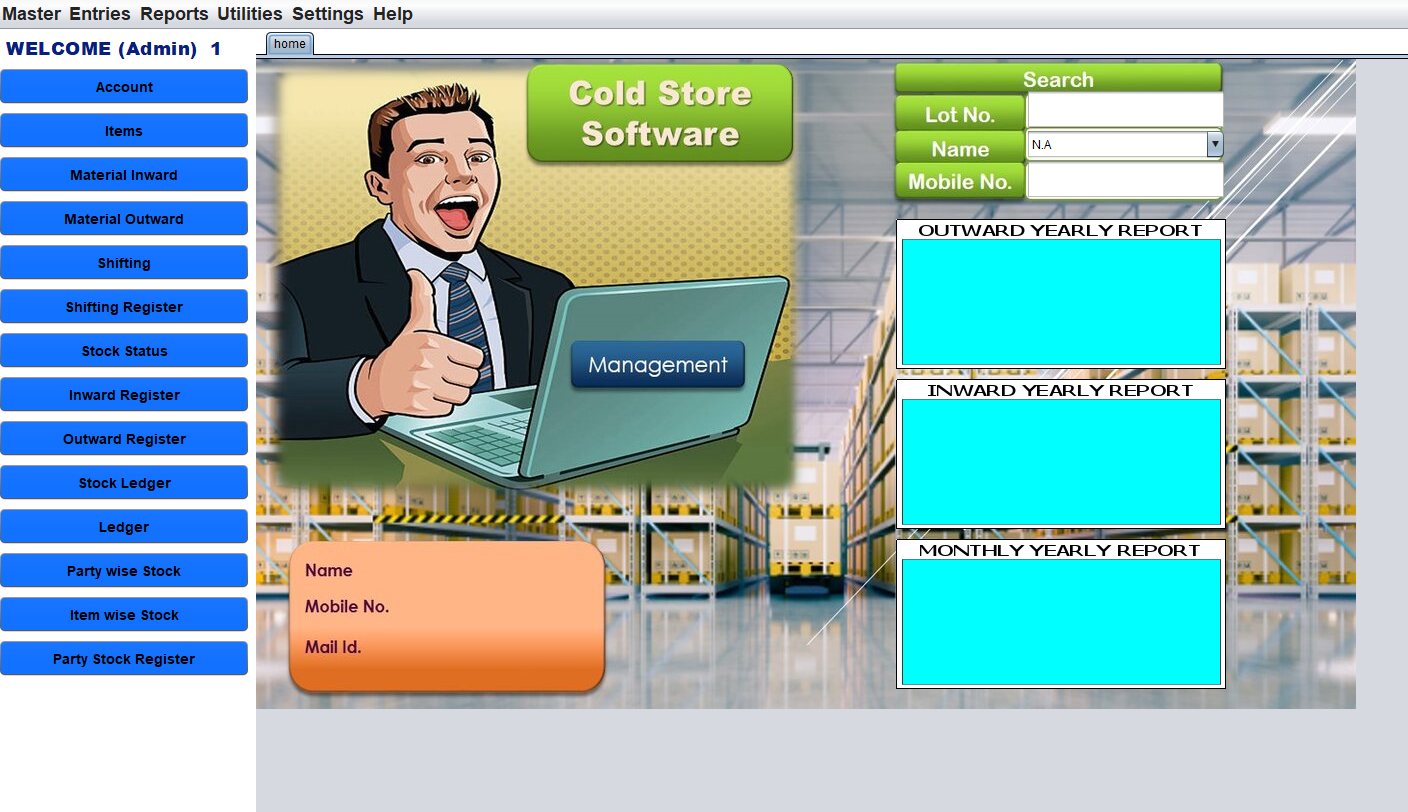 Master Entries Reports Utilities Settings Help
WELCOME (Admin) 1
Account
Items
Material Inward
Material Outward
Shifting
Shifting Register
Stock Status
Inward Register
Outward Register
Stock Ledger
Ledger
Party wise Stock
Item wise Stock
Party Stock Register
home
Cold Store
Software
Management
Name
Mobile No.
Mail Id.
Search
Lot No.
Name N.A
Mobile No.
OUTWARD YEARLY REPORT
INWARD YEARLY REPORT
MONTHLY YEARLY REPORT